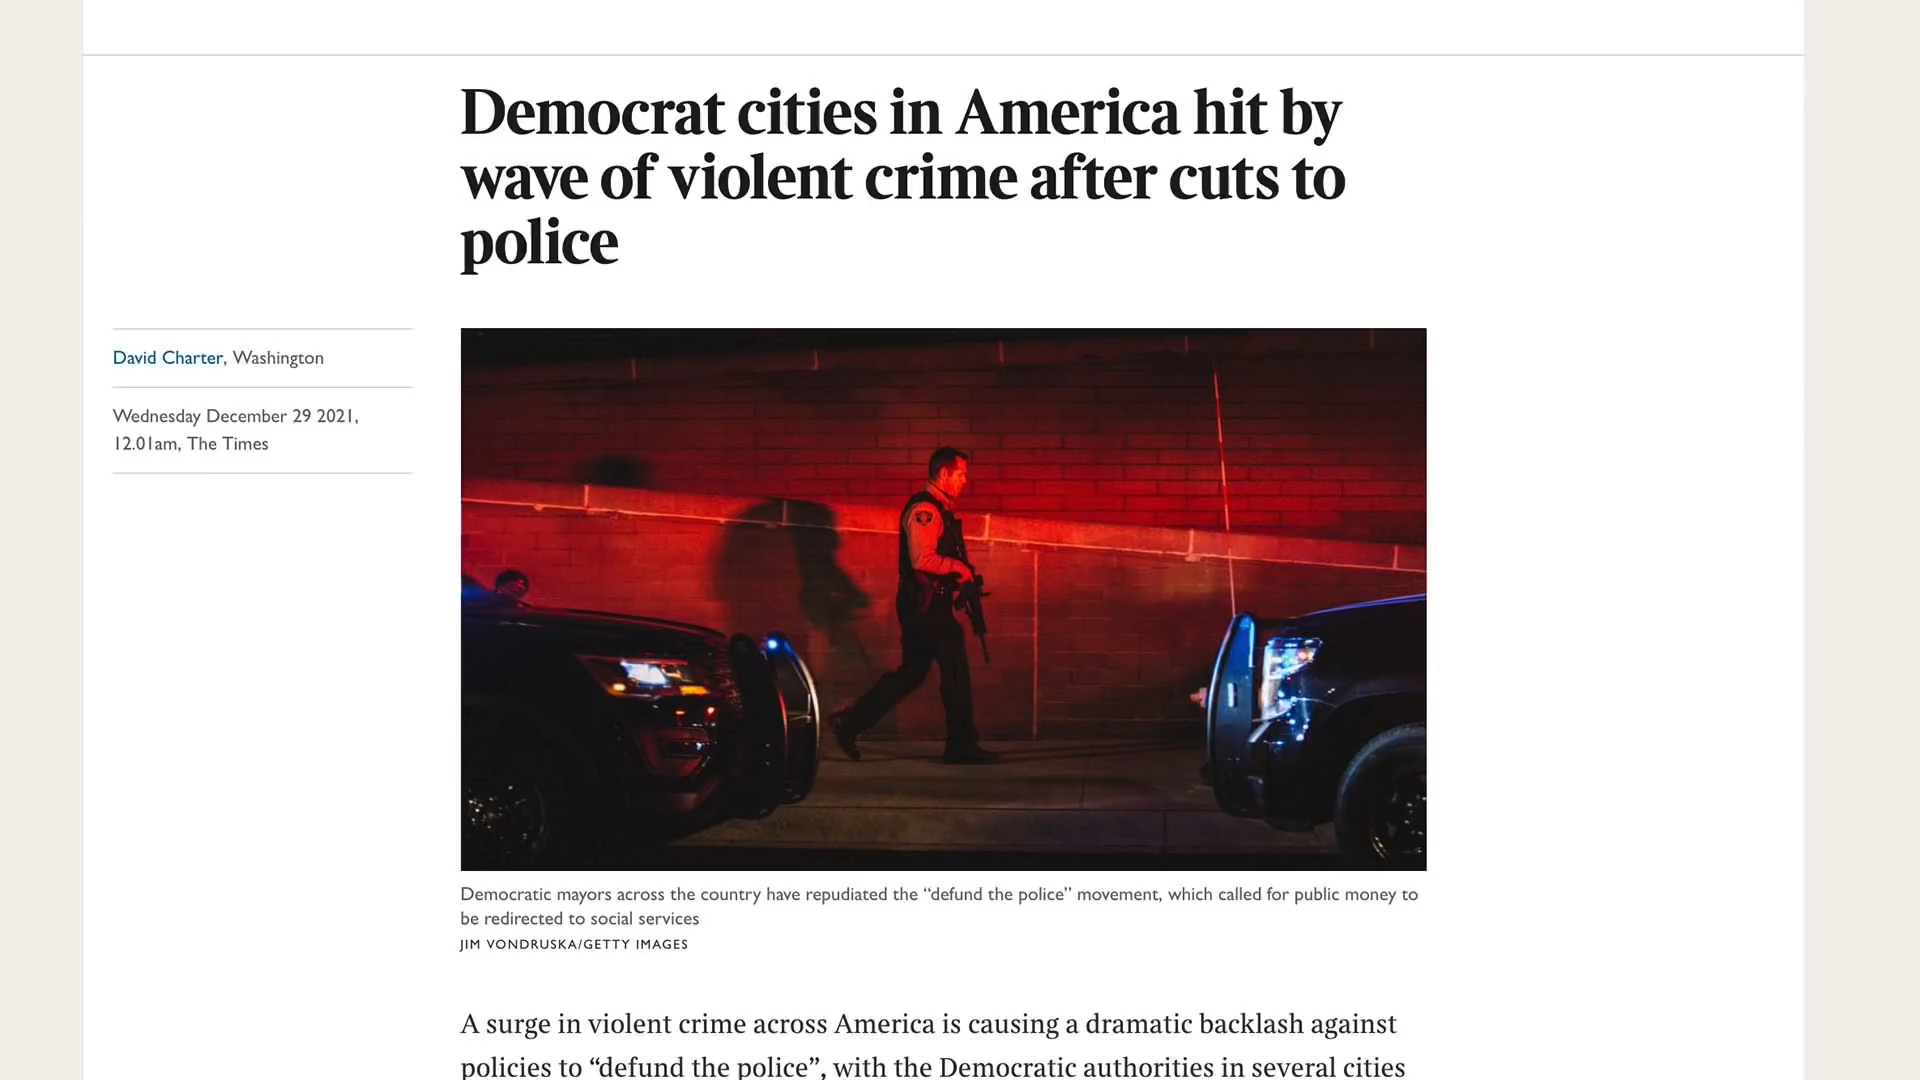 Democrat cities in America hit by
wave of violent crime after cuts to
police
David Charter, Washington
Wednesday December 29 2021,
12.01am, The Times
Democratic mayors across the country have repudiated the “defund the police” movement, which called for public money to
be redirected to social services
JIM VONDRUSKA/GETTY IMAGES
A surge in violent crime across America is causing a dramatic backlash against
policies to “defund the police”, with the Democratic authorities in several cities